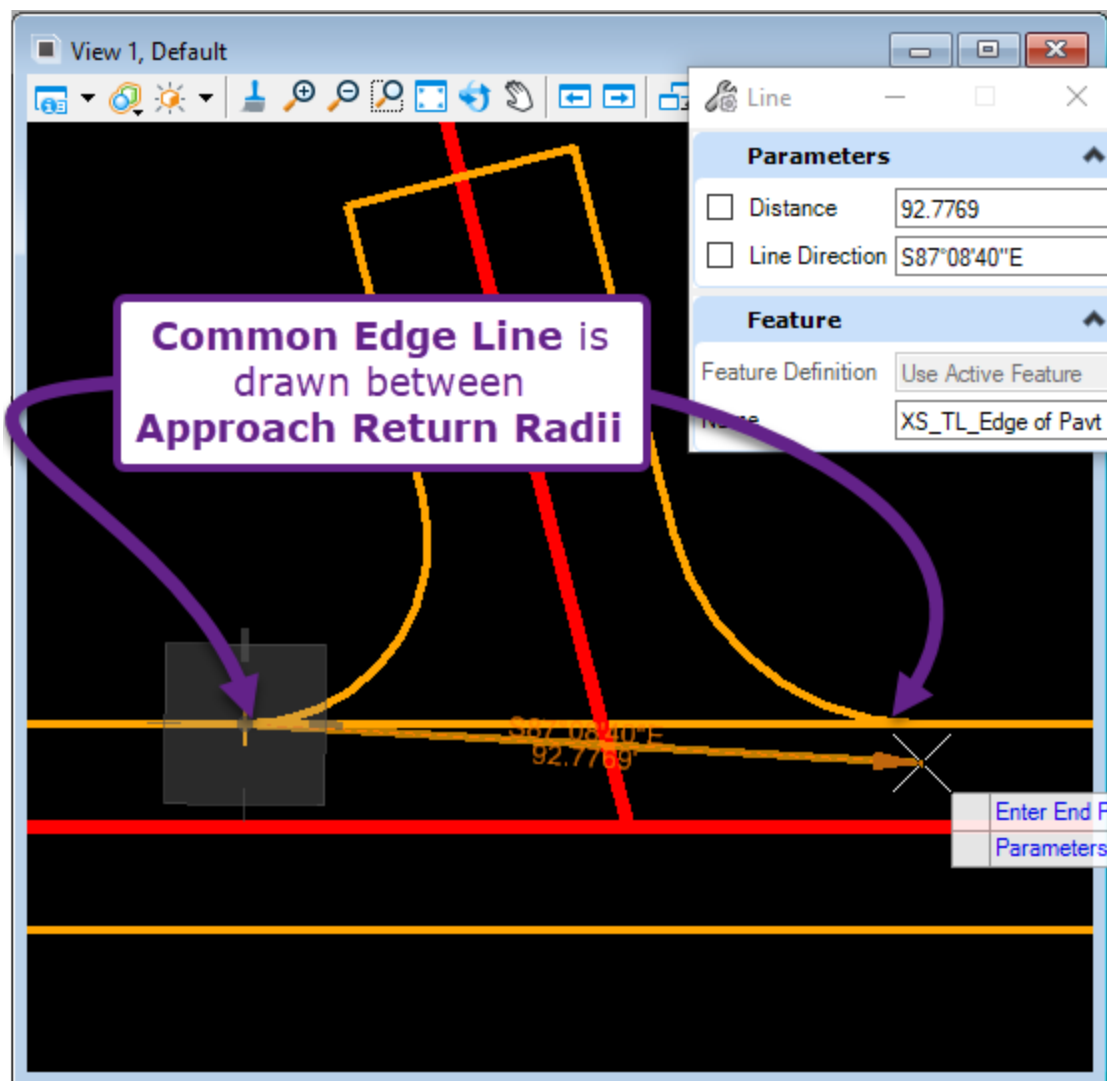 View 1, Default
Line
Parameters
Distance 92.7769
Line Direction S87°08'40"E
Feature
Feature Definition Use Active Feature
Name XS_TL_Edge of Pavt
Common Edge Line is
drawn between
Approach Return Radii
S87°08'40"E
92.7769'
Enter End P
Parameters